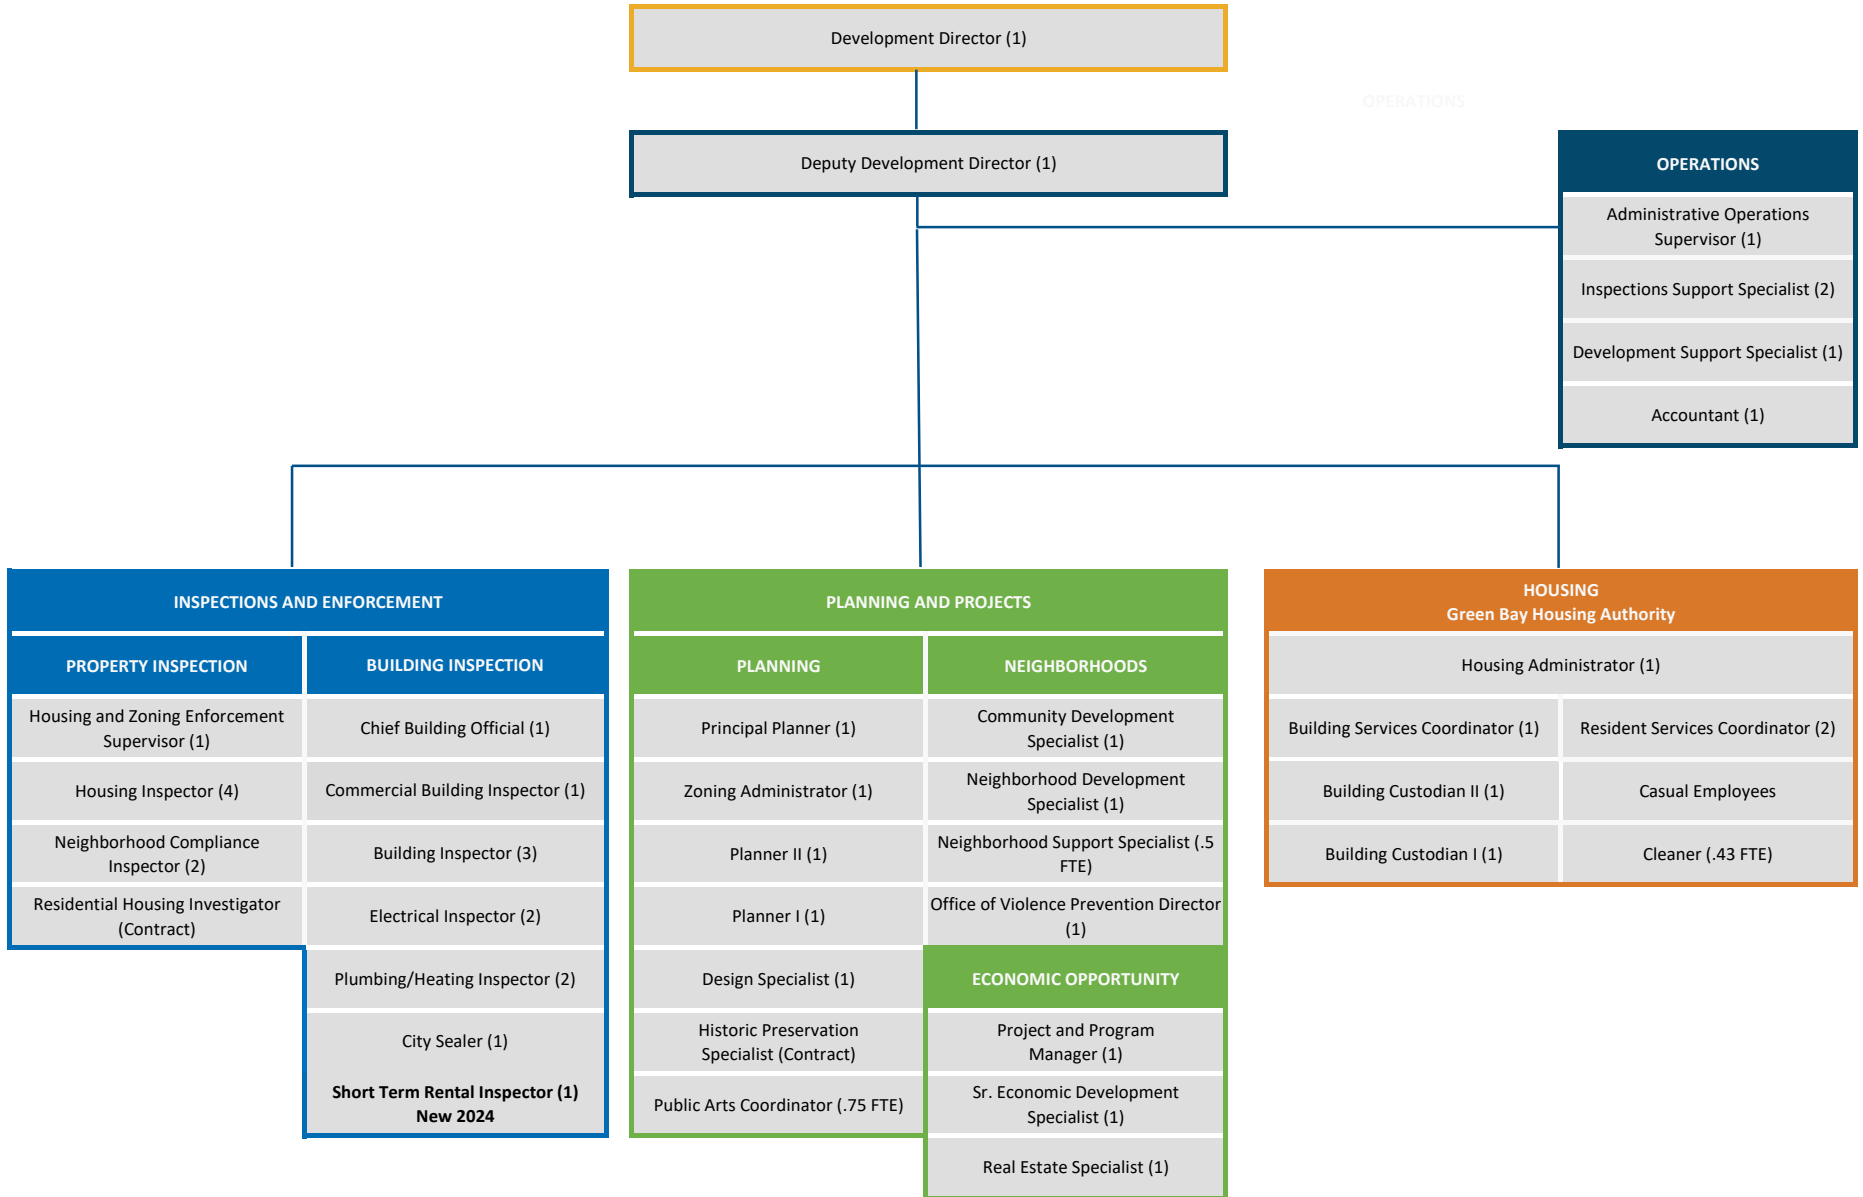 Development Director (1)
OPERATIONS
Deputy Development Director (1)
OPERATIONS
Administrative Operations
Supervisor (1)
Inspections Support Specialist (2)
Development Support Specialist (1)
Accountant (1)
INSPECTIONS AND ENFORCEMENT
PROPERTY INSPECTION
Housing and Zoning Enforcement
Supervisor (1)
Housing Inspector (4)
Neighborhood Compliance
Inspector (2)
Residential Housing Investigator
(Contract)
BUILDING INSPECTION
Chief Building Official (1)
Commercial Building Inspector (1)
Building Inspector (3)
Electrical Inspector (2)
Plumbing/Heating Inspector (2)
City Sealer (1)
Short Term Rental Inspector (1)
New 2024
PLANNING AND PROJECTS
PLANNING
Principal Planner (1)
Zoning Administrator (1)
Planner II (1)
Planner I (1)
Design Specialist (1)
Historic Preservation
Specialist (Contract)
Public Arts Coordinator (.75 FTE)
NEIGHBORHOODS
Community Development
Specialist (1)
Neighborhood Development
Specialist (1)
Neighborhood Support Specialist (.5
FTE)
Office of Violence Prevention Director
(1)
ECONOMIC OPPORTUNITY
Project and Program
Manager (1)
Sr. Economic Development
Specialist (1)
Real Estate Specialist (1)
HOUSING
Green Bay Housing Authority
Housing Administrator (1)
Building Services Coordinator (1)
Resident Services Coordinator (2)
Building Custodian II (1)
Casual Employees
Building Custodian I (1)
Cleaner (.43 FTE)